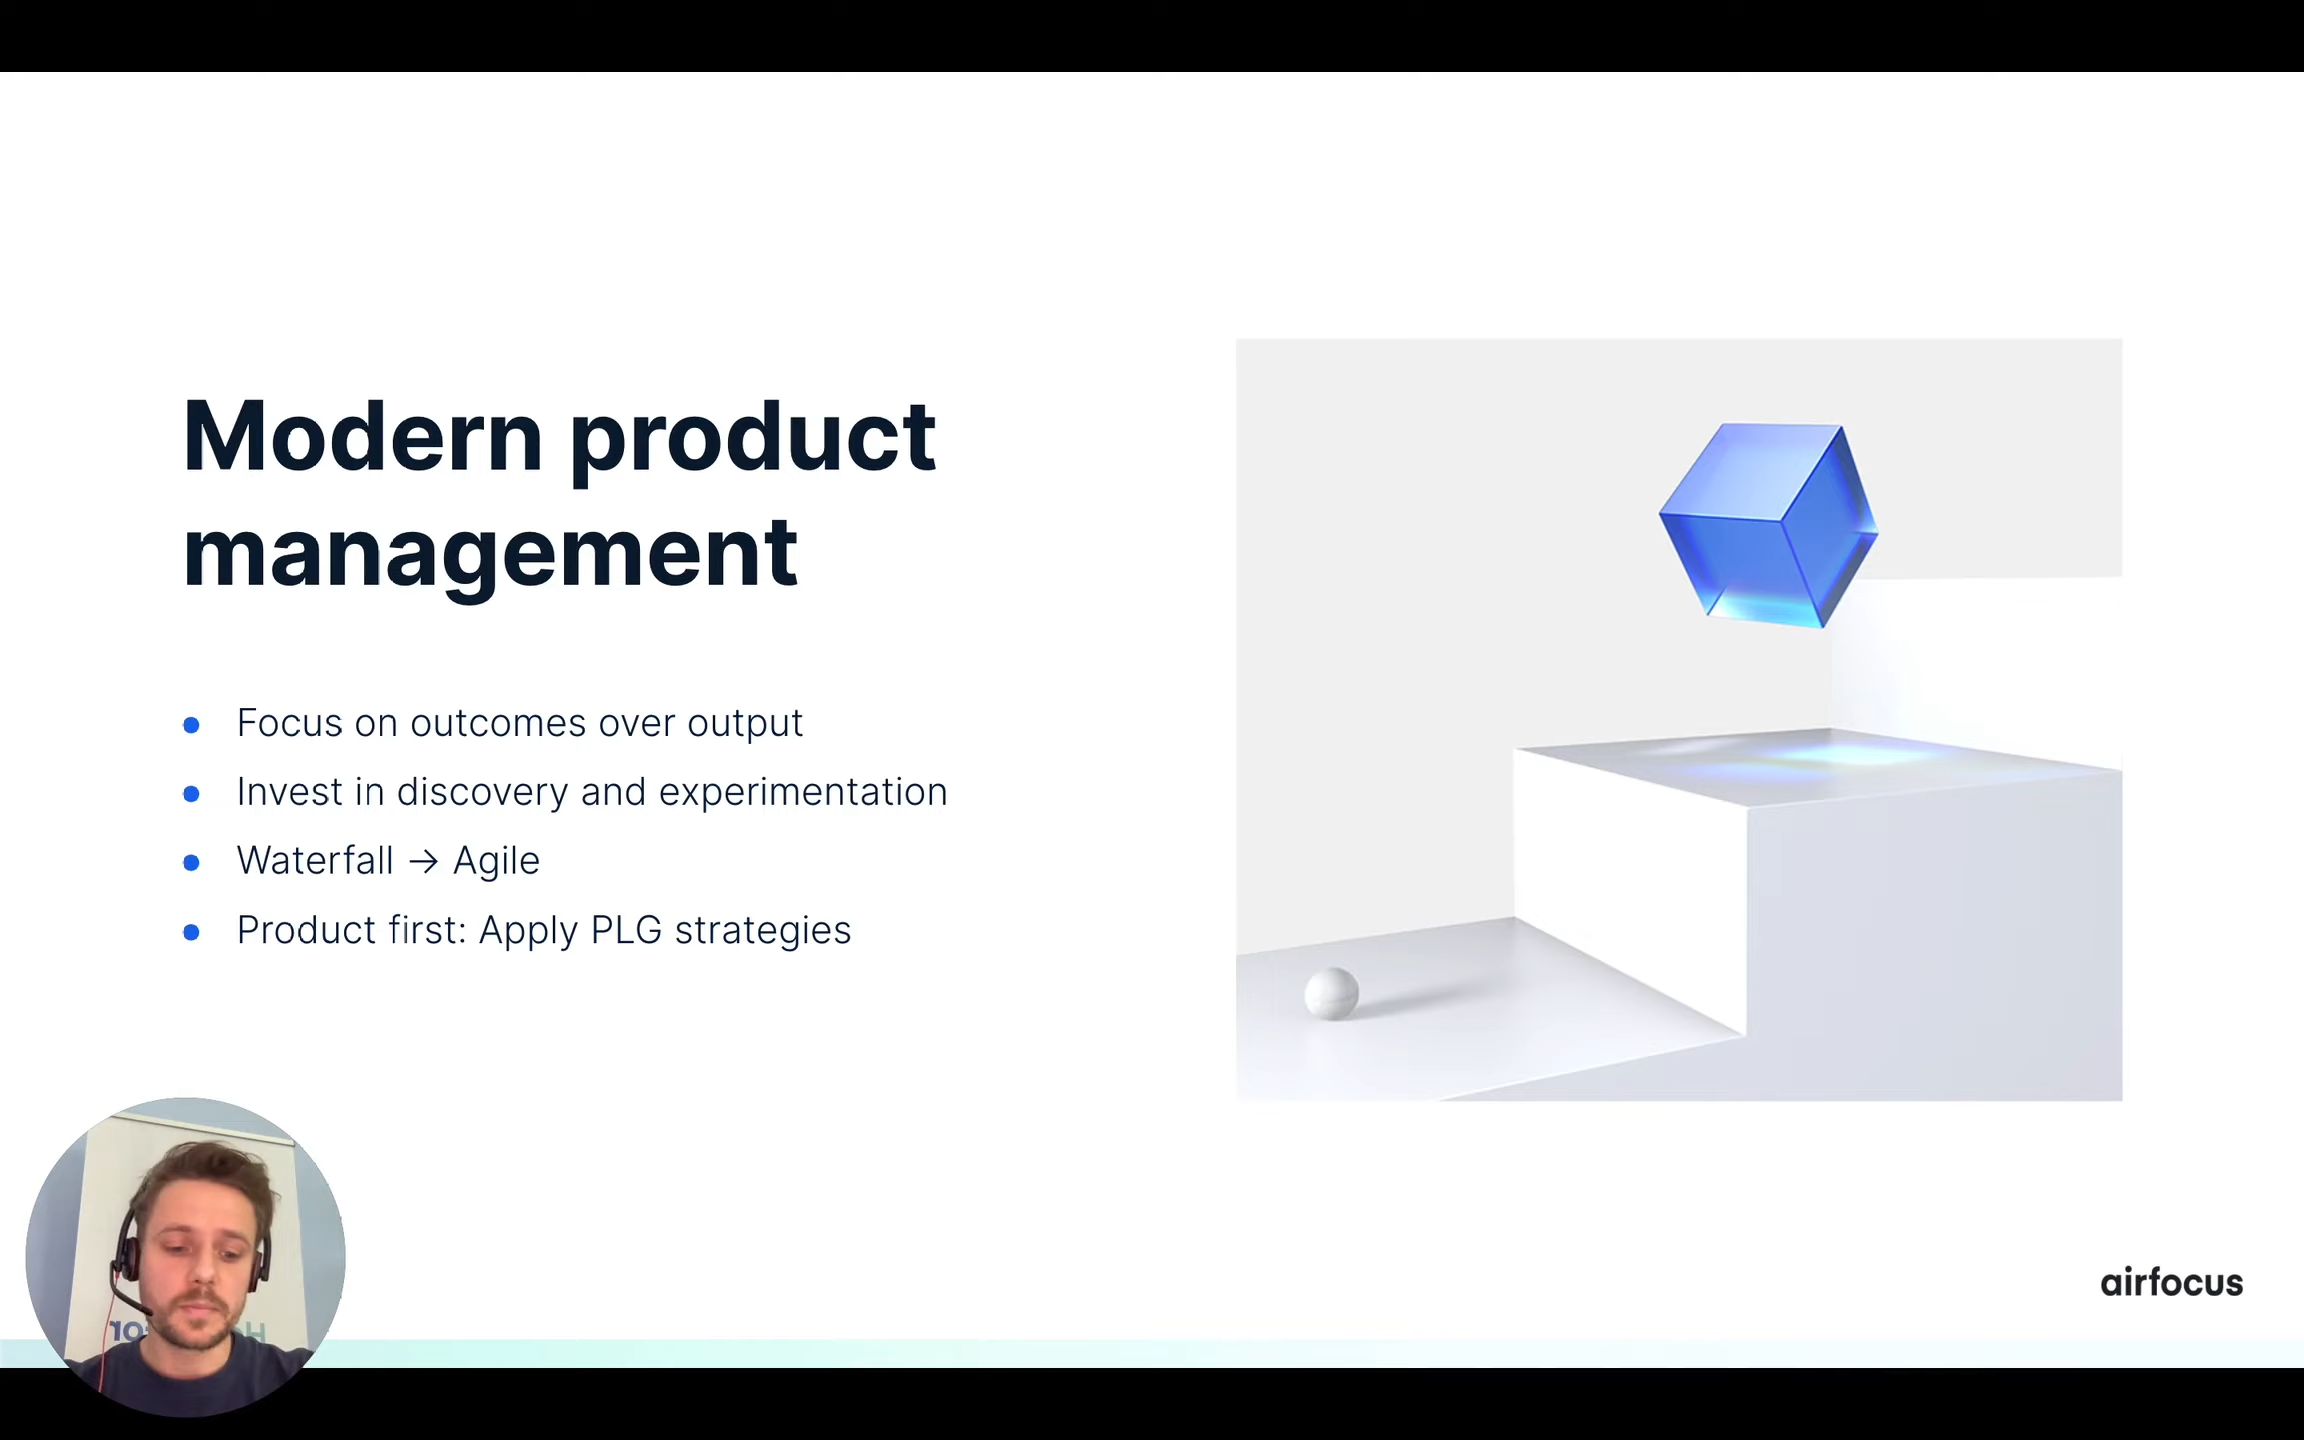 Modern product
management
Focus on outcomes over output
Invest in discovery and experimentation
Waterfall → Agile
Product first: Apply PLG strategies
airfocus